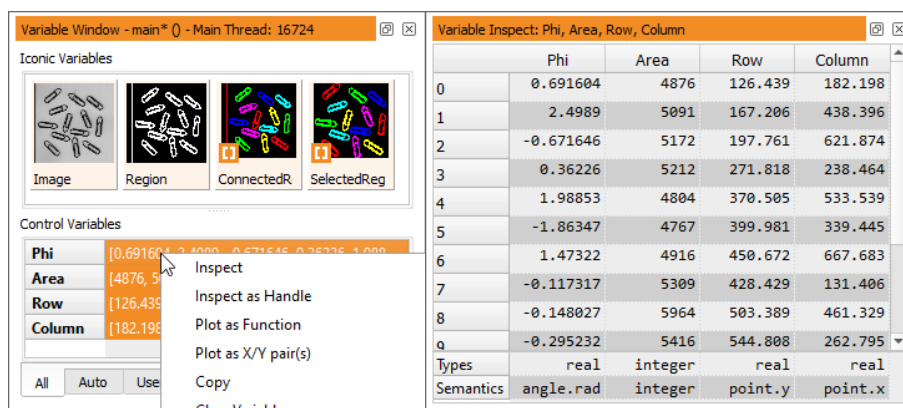 Variable Window - main* () - Main Thread: 16724
Iconic Variables
Image Region ConnectedR SelectedReg
Control Variables
Phi [0.691604, 2.4989, -0.671646, 0.36226, 1.988
Area [4876, 5
Row [126.439
Column [182.198
All Auto Use
Inspect
Inspect as Handle
Plot as Function
Plot as X/Y pair(s)
Copy
Variable Inspect: Phi, Area, Row, Column
Phi Area Row Column
0 0.691604 4876 126.439 182.198
1 2.4989 5091 167.206 438.396
2 -0.671646 5172 197.761 621.874
3 0.36226 5212 271.818 238.464
4 1.98853 4804 370.505 533.539
5 -1.86347 4767 399.981 339.445
6 1.47322 4916 450.672 667.683
7 -0.117317 5309 428.429 131.406
8 -0.148027 5964 503.389 461.329
9 -0.295232 5416 544.808 262.795
Types real integer real real
Semantics angle.rad integer point.y point.x